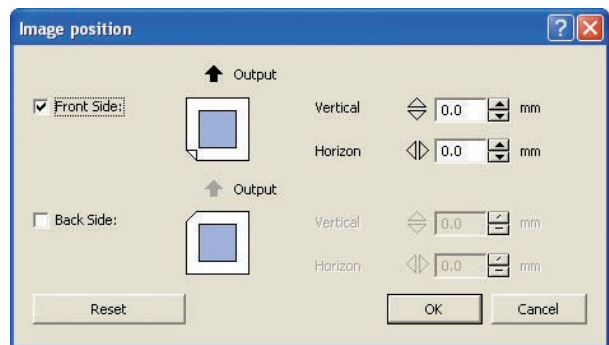 Image position
Output
Front Side:
Vertical 0.0 mm
Horizon 0.0 mm
Output
Back Side:
Vertical 0.0 mm
Horizon 0.0 mm
Reset OK Cancel